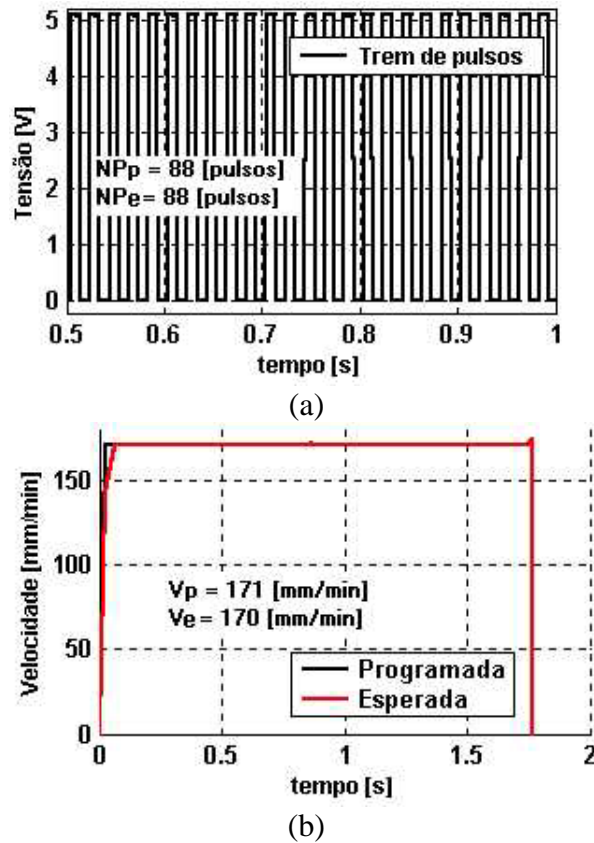 5
4
3
2
1
0
Tensão [V]
Trem de pulsos
NPp = 88 [pulsos]
NPe= 88 [pulsos]
0.5 0.6 0.7 0.8 0.9 1
tempo [s]
(a)
150
100
50
0
Velocidade [mm/min]
Vp = 171 [mm/min]
Ve = 170 [mm/min]
Programada
Esperada
0 0.5 1 1.5 2
tempo [s]
(b)